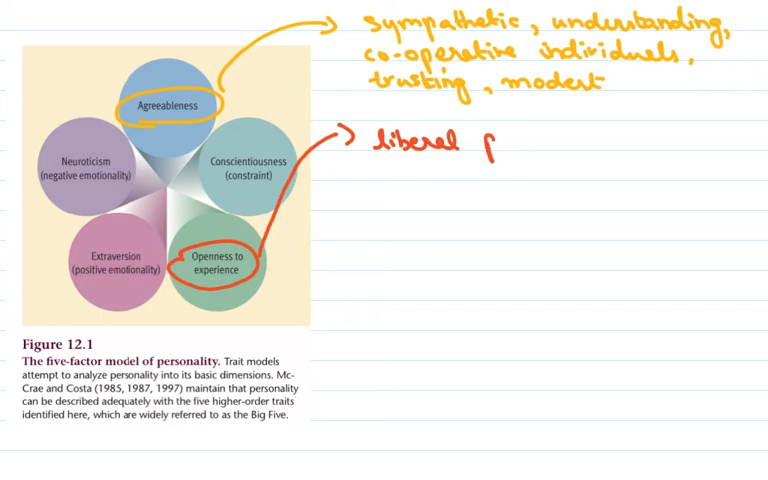 sympathetic, understanding,
co-operative individuals,
trusting, modest
liberal p
Agreeableness
Neuroticism
(negative emotionality)
Conscientiousness
(constraint)
Extraversion
(positive emotionality)
Openness to
experience
Figure 12.1
The five-factor model of personality. Trait models
attempt to analyze personality into its basic dimensions. Mc-
Crae and Costa (1985, 1987, 1997) maintain that personality
can be described adequately with the five higher-order traits
identified here, which are widely referred to as the Big Five.